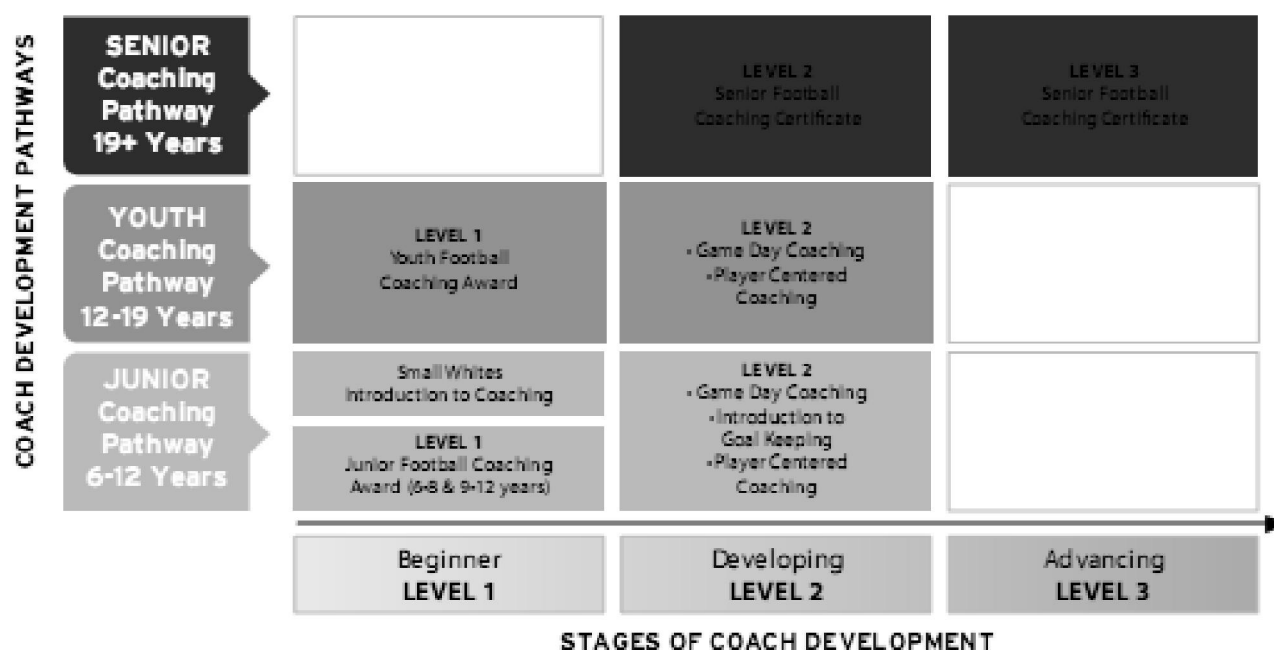 COACH DEVELOPMENT PATHWAYS
SENIOR
Coaching
Pathway
19+ Years
LEVEL 2
Senior Football
Coaching Certificate
LEVEL 3
Senior Football
Coaching Certificate
YOUTH
Coaching
Pathway
12-19 Years
LEVEL 1
Youth Football
Coaching Award
LEVEL 2
• Game Day Coaching
• Player Centered
Coaching
JUNIOR
Coaching
Pathway
6-12 Years
Small Whites
Introduction to Coaching
LEVEL 1
Junior Football Coaching
Award (6-8 & 9-12 years)
LEVEL 2
• Game Day Coaching
• Introduction to
Goal Keeping
• Player Centered
Coaching
Beginner
LEVEL 1
Developing
LEVEL 2
Advancing
LEVEL 3
STAGES OF COACH DEVELOPMENT